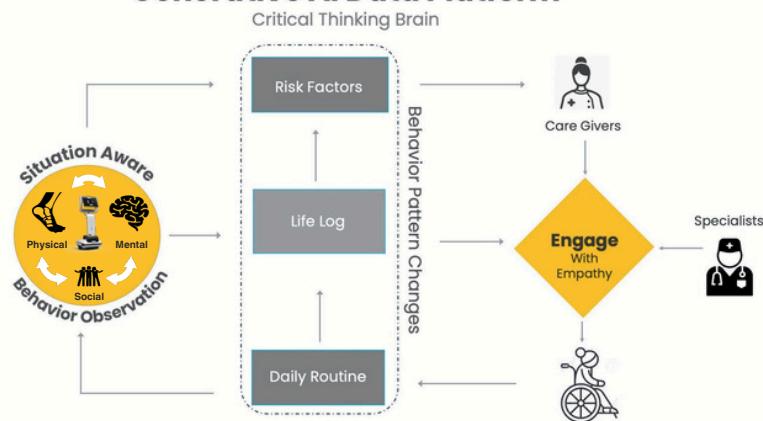 Critical Thinking Brain
Risk Factors
Care Givers
Situation Aware
Physical
Mental
Social
Behavior Observation
Life Log
Behavior Pattern Changes
Engage
With
Empathy
Specialists
Daily Routine